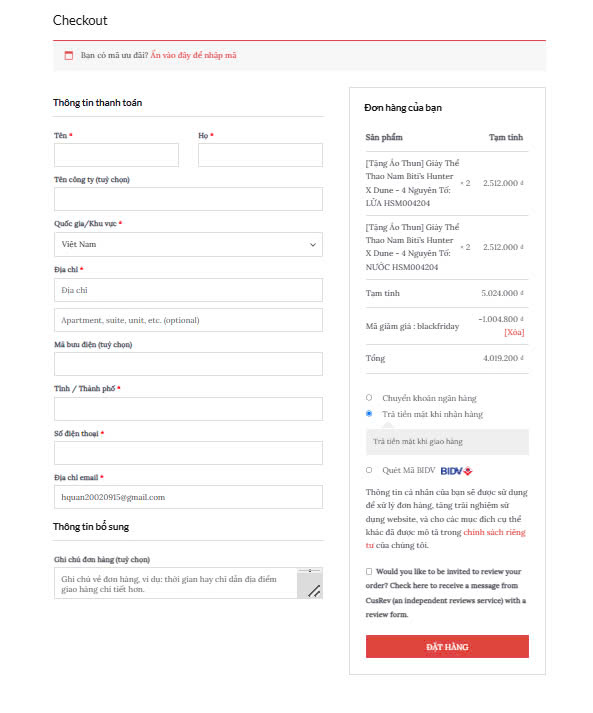 Checkout
Bạn có mã ưu đãi? Ấn vào đây để nhập mã
Thông tin thanh toán
Tên *
Họ *
Tên công ty (tuỳ chọn)
Quốc gia/Khu vực *
Việt Nam
Địa chỉ *
Địa chỉ
Apartment, suite, unit, etc. (optional)
Mã bưu điện (tuỳ chọn)
Tỉnh / Thành phố *
Số điện thoại *
Địa chỉ email *
hquan20020915@gmail.com
Thông tin bổ sung
Ghi chú đơn hàng (tuỳ chọn)
Ghi chú về đơn hàng, ví dụ: thời gian hay chỉ dẫn địa điểm
giao hàng chi tiết hơn.
Đơn hàng của bạn
Sản phẩm Tạm tính
[Tặng Áo Thun] Giày Thể
Thao Nam Biti's Hunter
X Dune - 4 Nguyên Tố: × 2 2.512.000 ₫
LỬA HSM004204
[Tặng Áo Thun] Giày Thể
Thao Nam Biti's Hunter
X Dune - 4 Nguyên Tố: × 2 2.512.000 ₫
NƯỚC HSM004204
Tạm tính 5.024.000 ₫
Mã giảm giá : blackfriday -1.004.800 ₫
[Xóa]
Tổng 4.019.200 ₫
Chuyển khoản ngân hàng
Trả tiền mặt khi nhận hàng
Trả tiền mặt khi giao hàng
Quét Mã BIDV BIDV
Thông tin cá nhân của bạn sẽ được sử dụng
để xử lý đơn hàng, tăng trải nghiệm sử
dụng website, và cho các mục đích cụ thể
khác đã được mô tả trong chính sách riêng
tư của chúng tôi.
Would you like to be invited to review your
order? Check here to receive a message from
CusRev (an independent reviews service) with a
review form.
ĐẶT HÀNG